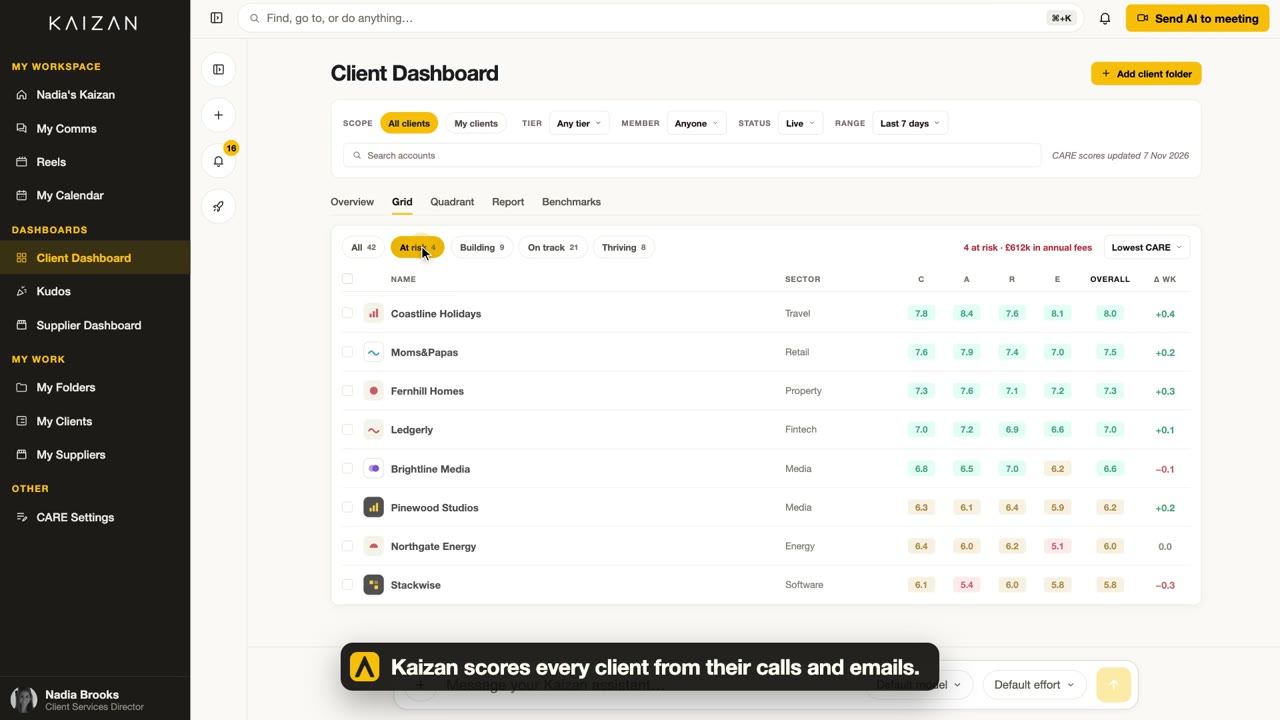 KAIZAN
Find, go to, or do anything…
⌘+K
Send AI to meeting
MY WORKSPACE
Nadia's Kaizan
My Comms
Reels
My Calendar
DASHBOARDS
Client Dashboard
Kudos
Supplier Dashboard
MY WORK
My Folders
My Clients
My Suppliers
OTHER
CARE Settings
Nadia Brooks
Client Services Director
16
Client Dashboard
Add client folder
SCOPE All clients My clients TIER Any tier MEMBER Anyone STATUS Live RANGE Last 7 days
Search accounts
CARE scores updated 7 Nov 2026
Overview Grid Quadrant Report Benchmarks
All 42 At risk 4 Building 9 On track 21 Thriving 8
4 at risk · £612k in annual fees
Lowest CARE
NAME SECTOR C A R E OVERALL Δ WK
Coastline Holidays Travel 7.8 8.4 7.6 8.1 8.0 +0.4
Moms&Papas Retail 7.6 7.9 7.4 7.0 7.5 +0.2
Fernhill Homes Property 7.3 7.6 7.1 7.2 7.3 +0.3
Ledgerly Fintech 7.0 7.2 6.9 6.6 7.0 +0.1
Brightline Media Media 6.8 6.5 7.0 6.2 6.6 −0.1
Pinewood Studios Media 6.3 6.1 6.4 5.9 6.2 +0.2
Northgate Energy Energy 6.4 6.0 6.2 5.1 6.0 0.0
Stackwise Software 6.1 5.4 6.0 5.8 5.8 −0.3
Kaizan scores every client from their calls and emails.
Message your Kaizan assistant…
Default model
Default effort